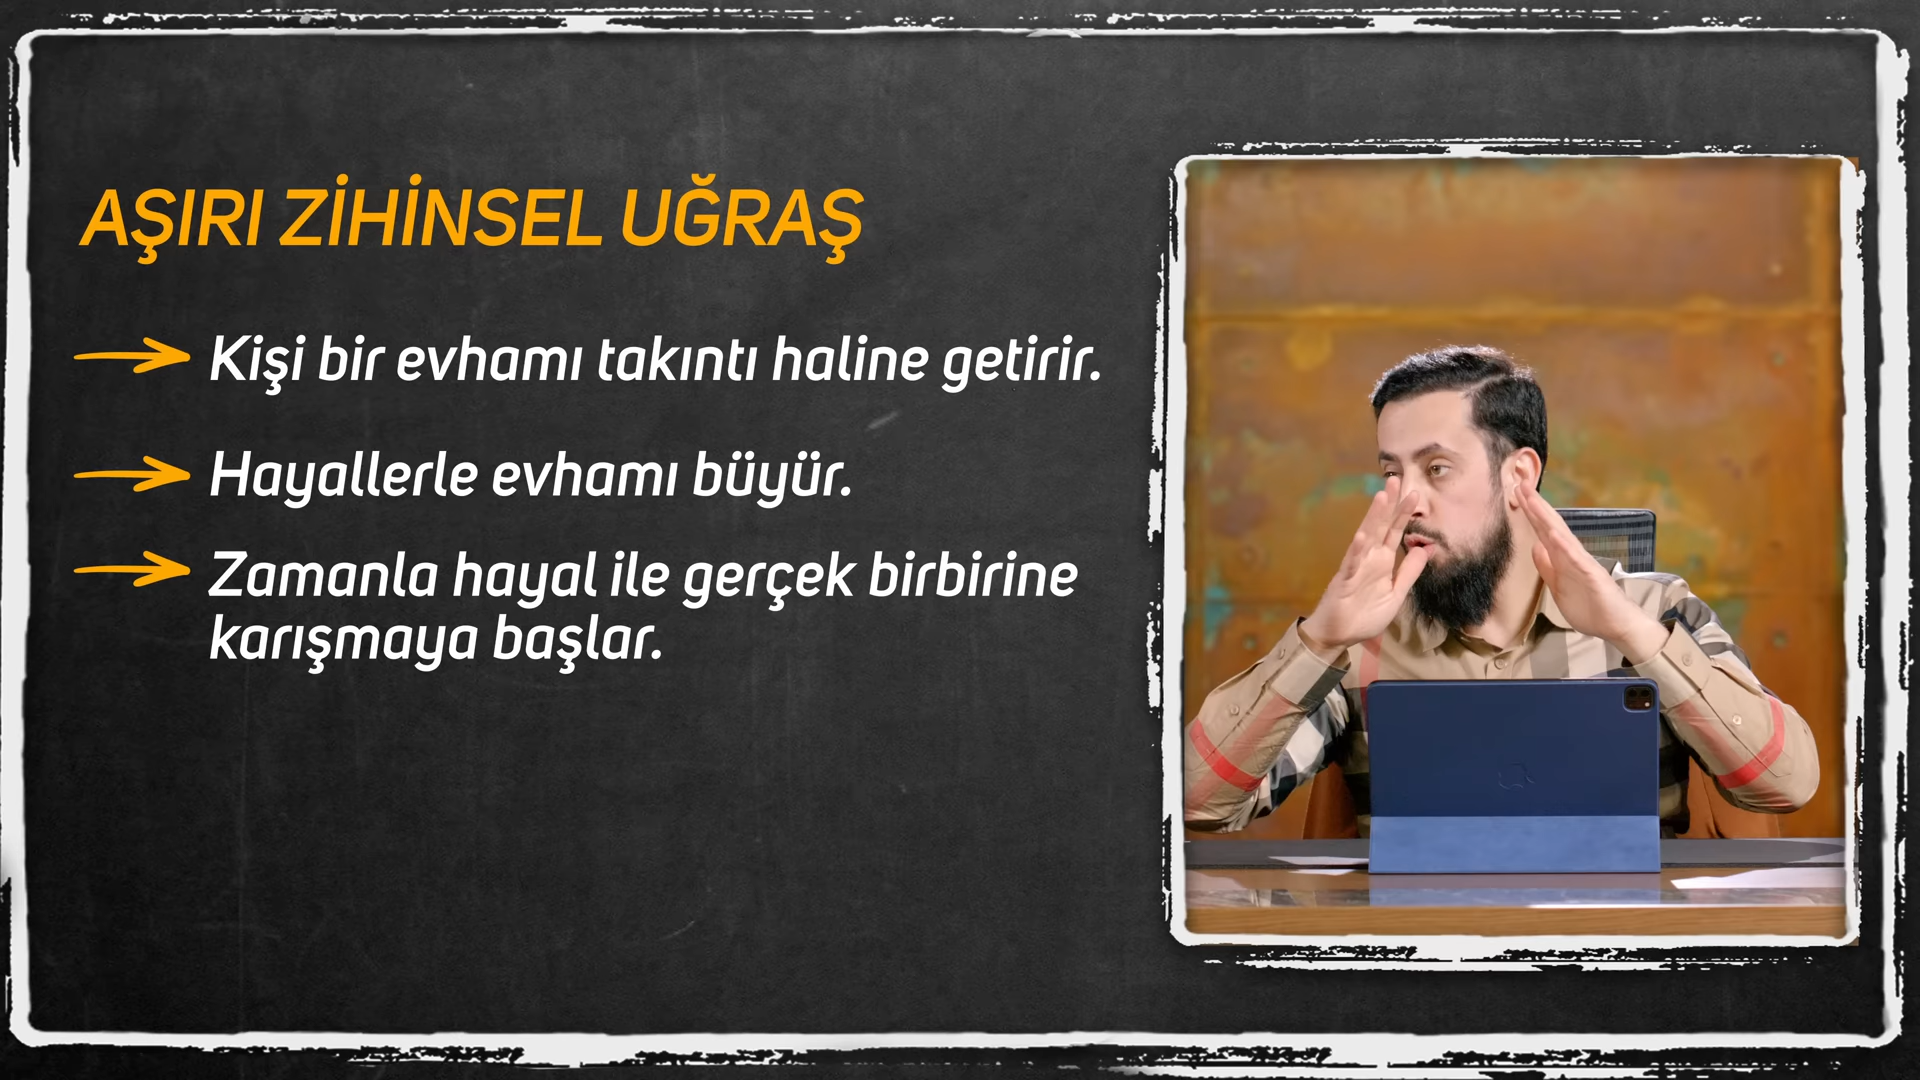 AŞIRI ZİHİNSEL UĞRAŞ
Kişi bir evhamı takıntı haline getirir.
Hayallerle evhamı büyür.
Zamanla hayal ile gerçek birbirine
karışmaya başlar.